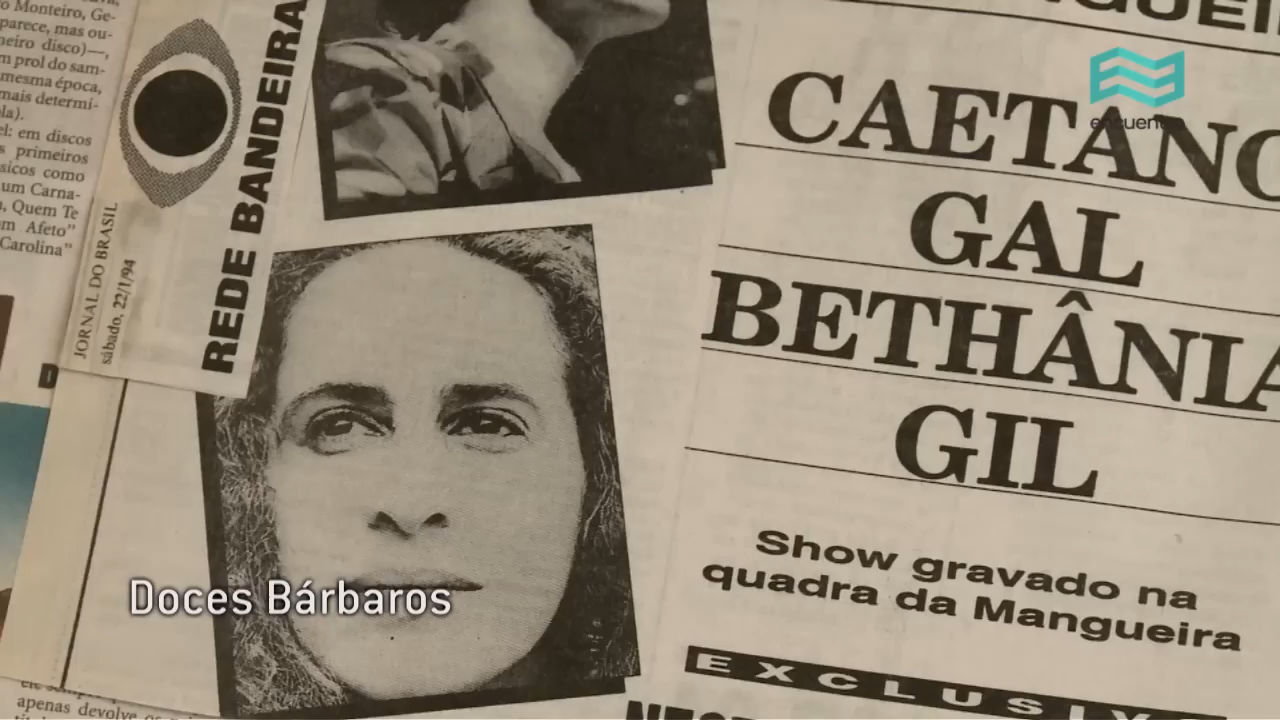 o Monteiro, Ge-
parece, mas ou-
neiro disco)—,
m prol do sam-
mesma época,
mais determi-
la).
el: em discos
s primeiros
sicos como
um Carna-
a, Quem Te
m Afeto"
Carolina"
JORNAL DO BRASIL
sábado, 22/1/94
REDE BANDEIRA
CAETANO
GAL
BETHÂNIA
GIL
Show gravado na
quadra da Mangueira
EXCLUSIV
encuentro
Doces Bárbaros
apenas devolve os